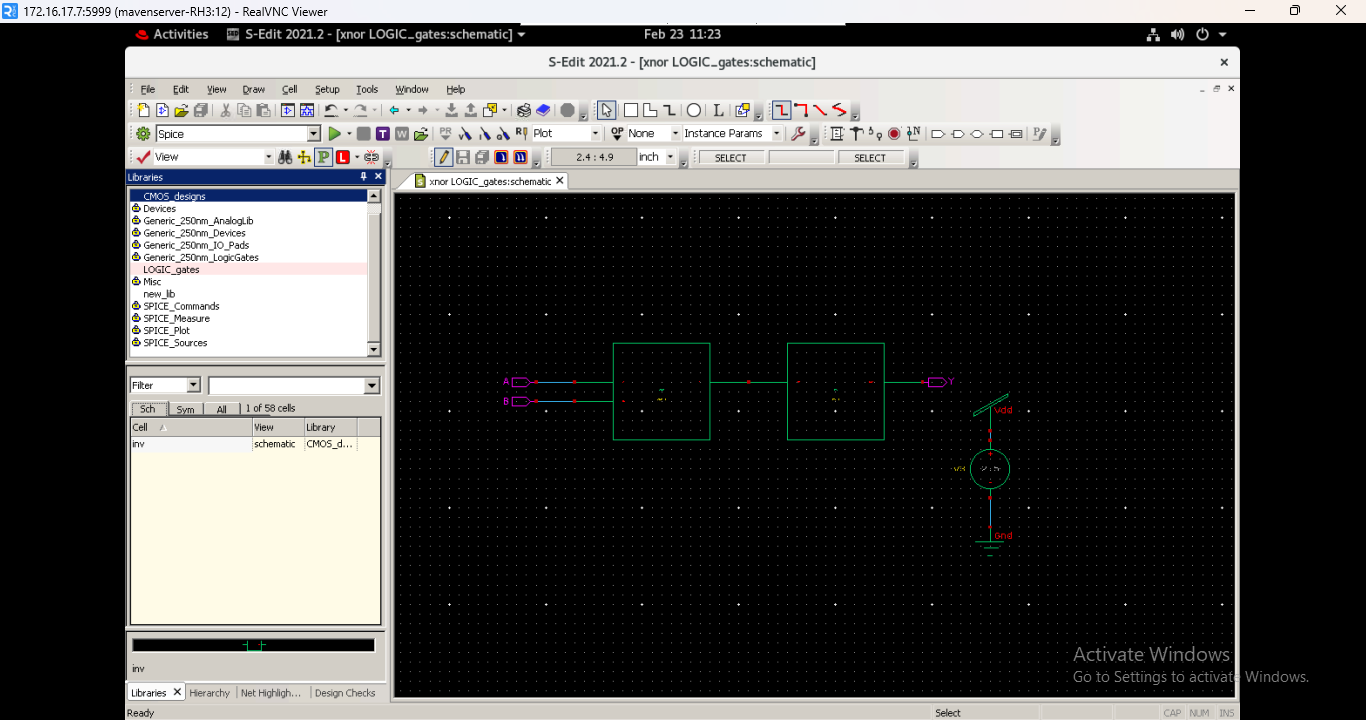 172.16.17.7:5999 (mavenserver-RH3:12) - RealVNC Viewer
Activities S-Edit 2021.2 - [xnor LOGIC_gates:schematic] Feb 23 11:23
S-Edit 2021.2 - [xnor LOGIC_gates:schematic]
File Edit View Draw Cell Setup Tools Window Help
Spice T W PR Plot OP None Instance Params
View P L 2.4 : 4.9 inch SELECT SELECT
Libraries
xnor LOGIC_gates:schematic
CMOS_designs
Devices
Generic_250nm_AnalogLib
Generic_250nm_Devices
Generic_250nm_IO_Pads
Generic_250nm_LogicGates
LOGIC_gates
Misc
new_lib
SPICE_Commands
SPICE_Measure
SPICE_Plot
SPICE_Sources
Filter
Sch Sym All 1 of 58 cells
Cell View Library
inv schematic CMOS_d...
A
B
Y
Vdd
2.5
Gnd
inv
Libraries Hierarchy Net Highligh... Design Checks
Activate Windows
Go to Settings to activate Windows.
Ready Select CAP NUM INS